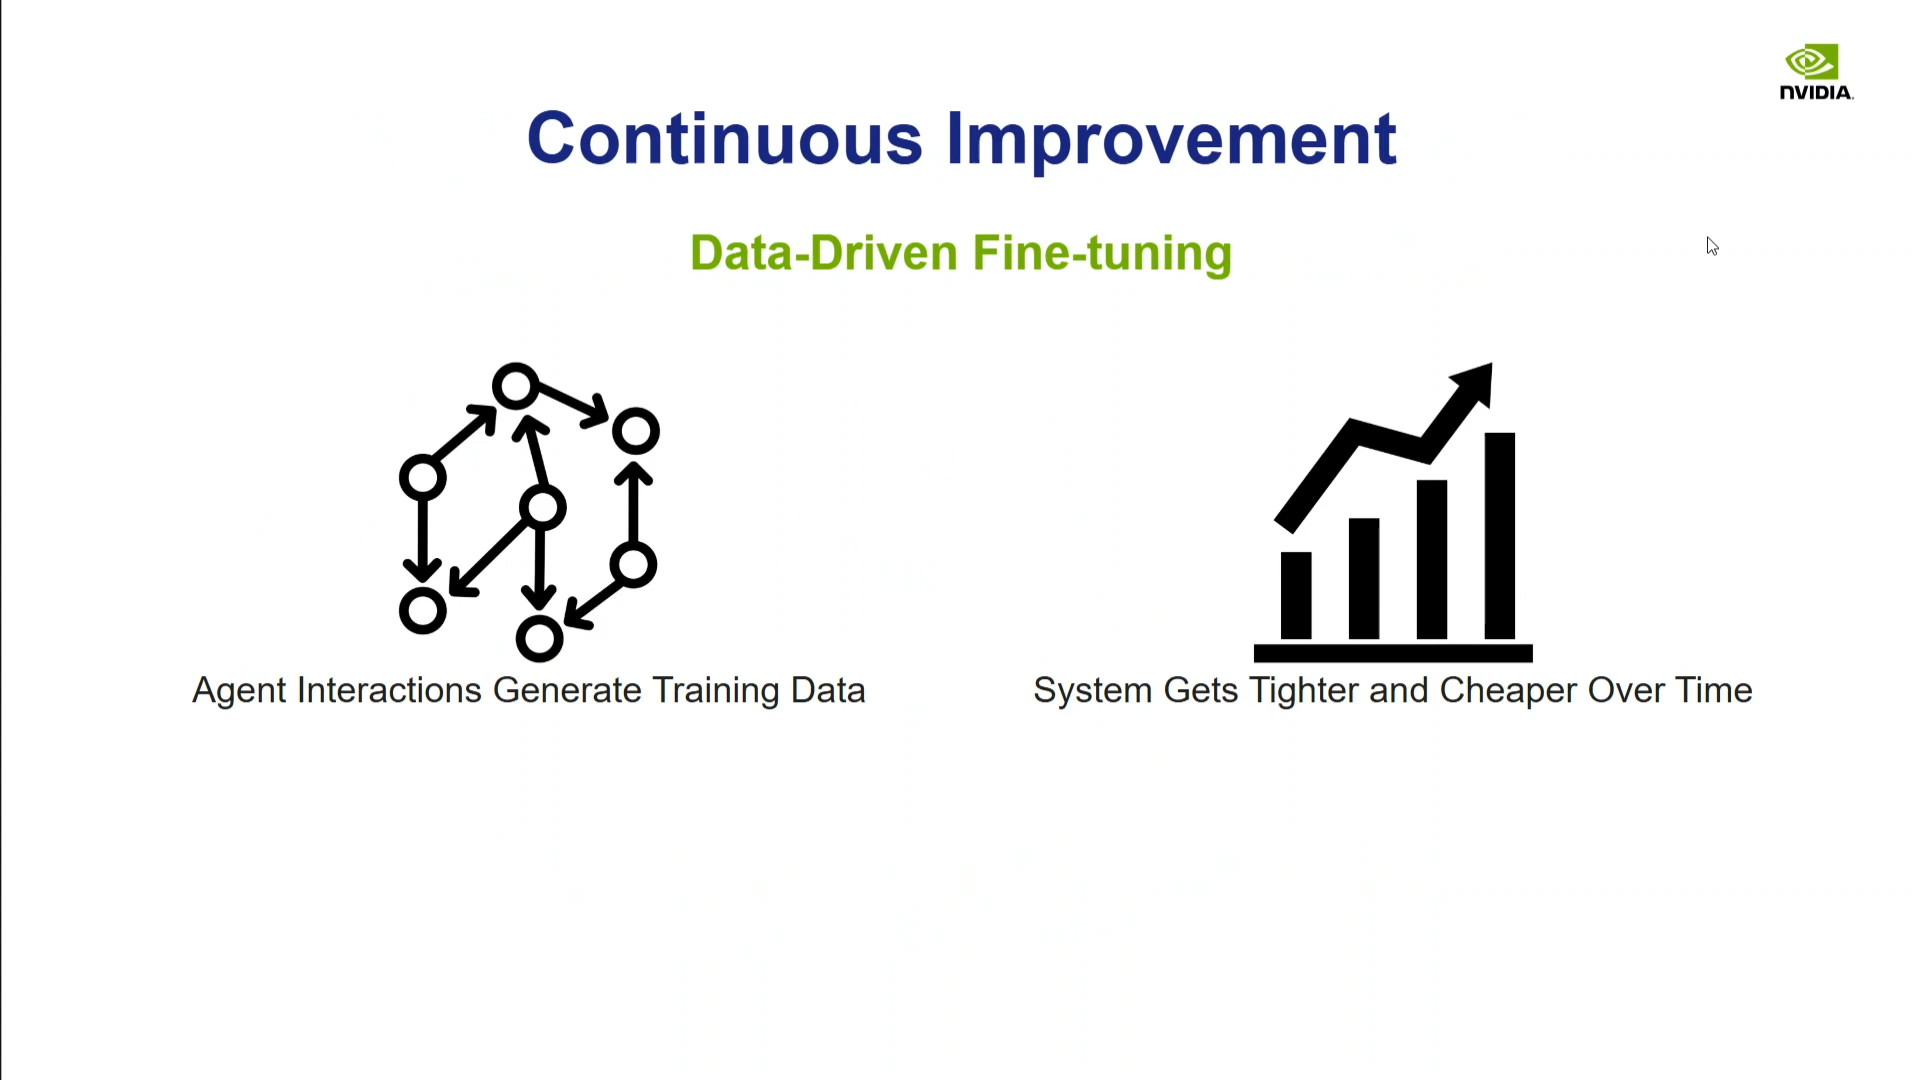 NVIDIA.
Continuous Improvement
Data-Driven Fine-tuning
Agent Interactions Generate Training Data
System Gets Tighter and Cheaper Over Time